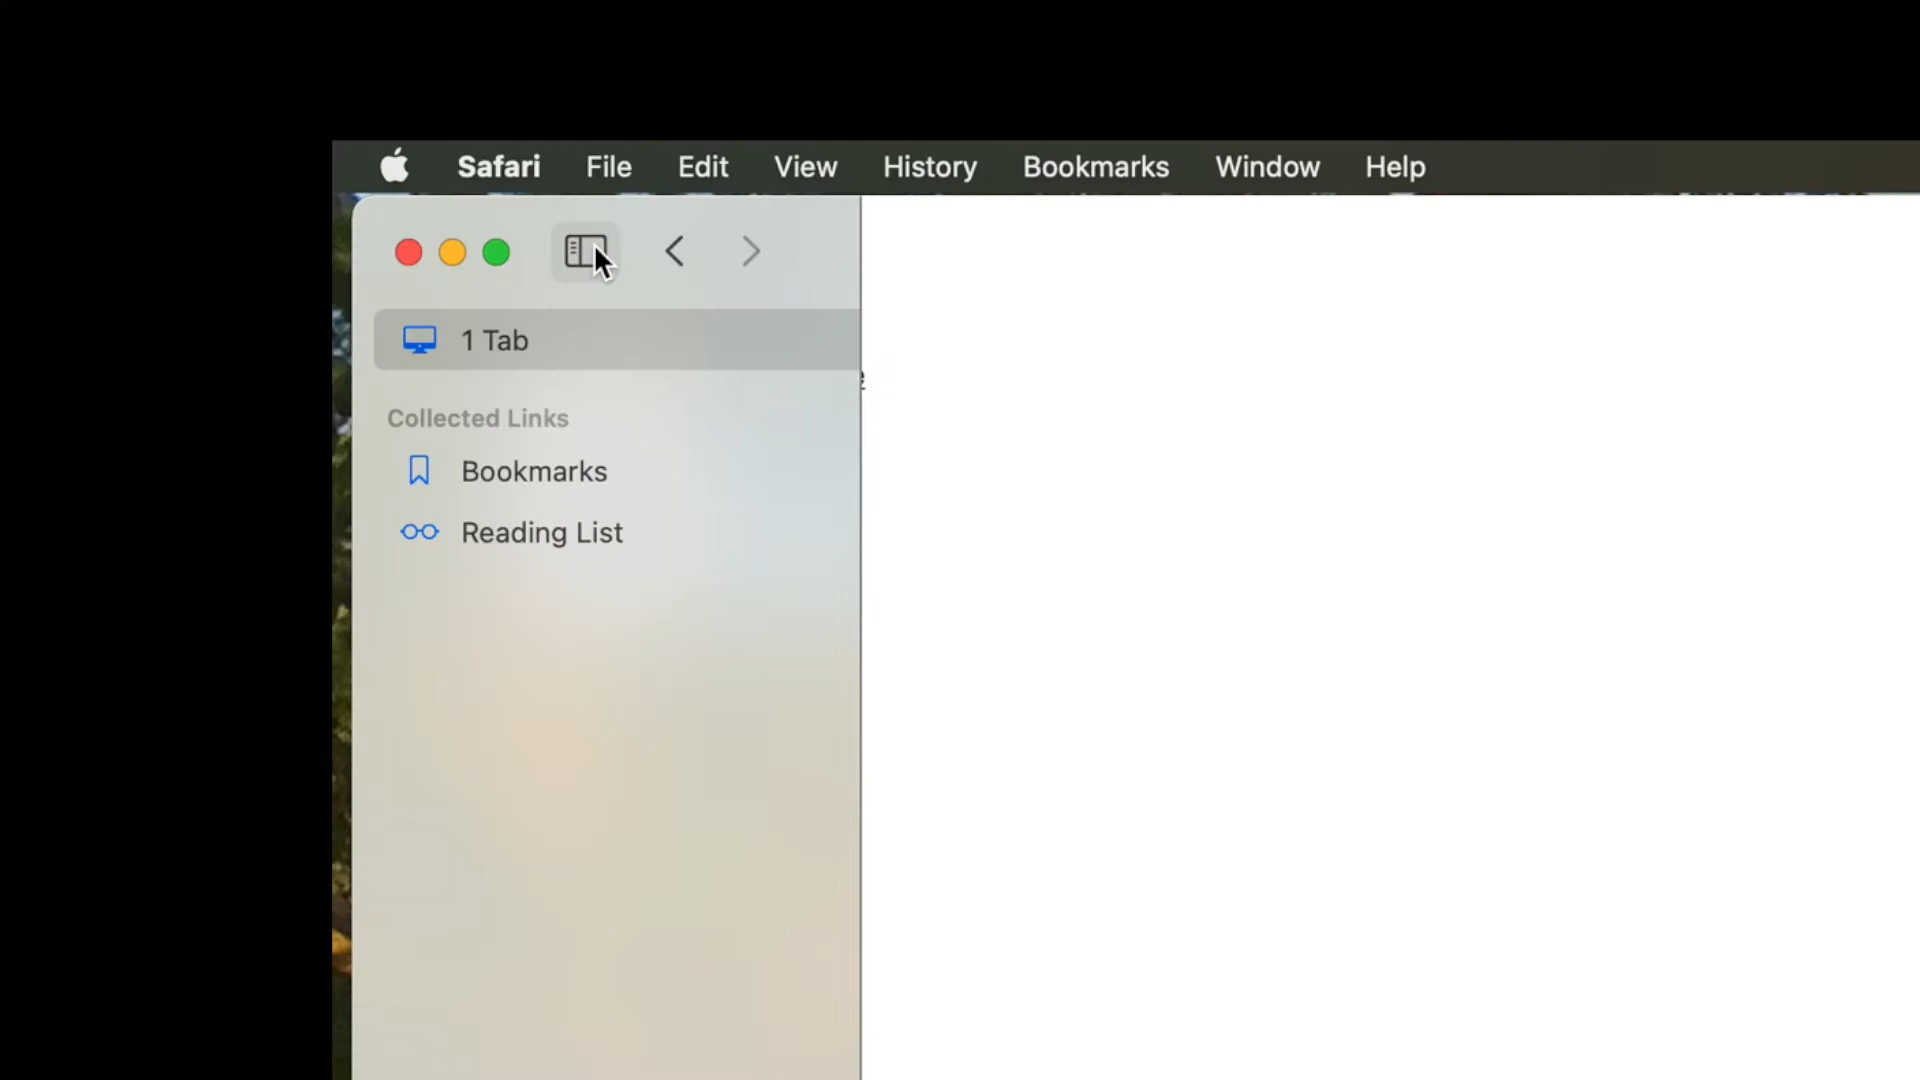 Safari File Edit View History Bookmarks Window Help
1 Tab
Collected Links
Bookmarks
Reading List